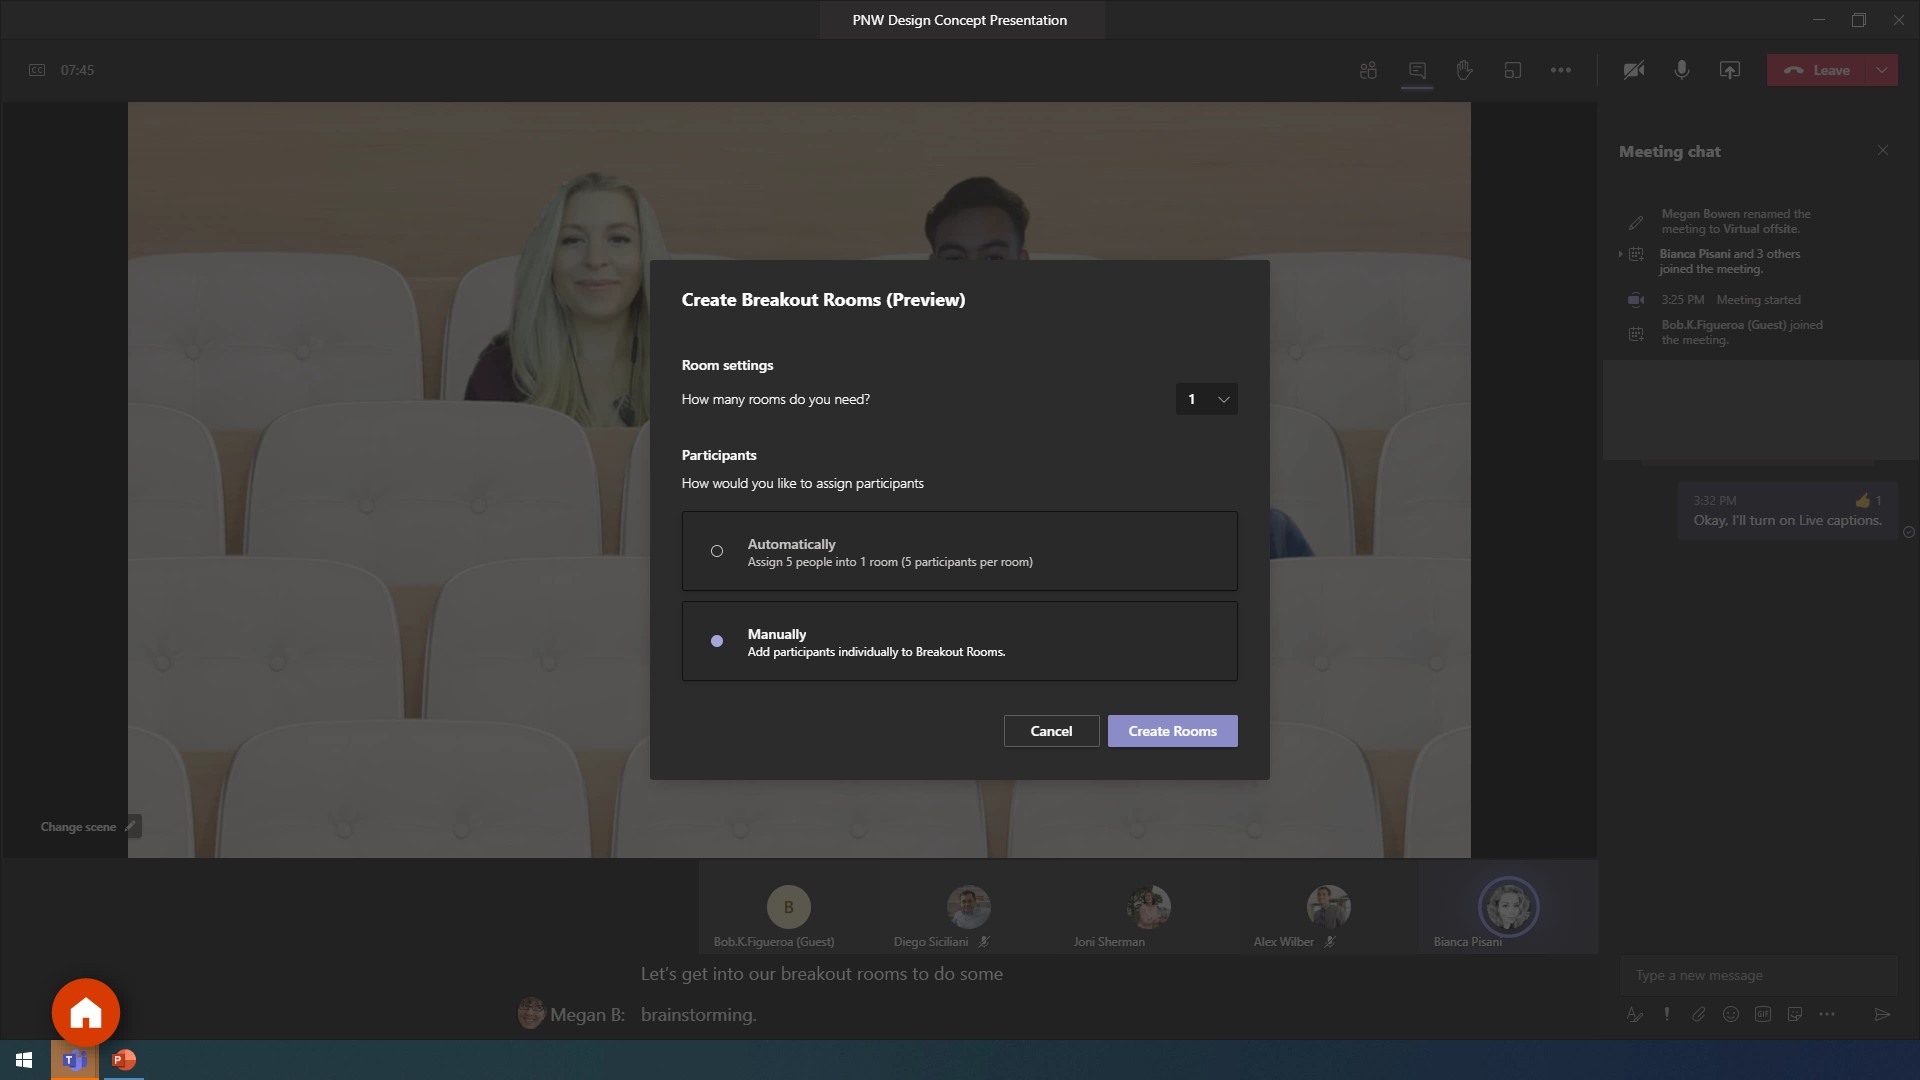 PNW Design Concept Presentation
CC
07:45
Leave
Meeting chat
Megan Bowen renamed the
meeting to Virtual offsite.
Bianca Pisani and 3 others
joined the meeting.
3:25 PM Meeting started
Bob.K.Figueroa (Guest) joined
the meeting.
3:32 PM 1
Okay, I'll turn on Live captions.
Create Breakout Rooms (Preview)
Room settings
How many rooms do you need?
1
Participants
How would you like to assign participants
Automatically
Assign 5 people into 1 room (5 participants per room)
Manually
Add participants individually to Breakout Rooms.
Cancel
Create Rooms
Change scene
B
Bob.K.Figueroa (Guest)
Diego Siciliani
Joni Sherman
Alex Wilber
Bianca Pisani
Let's get into our breakout rooms to do some
Megan B: brainstorming.
Type a new message
GIF
T
P